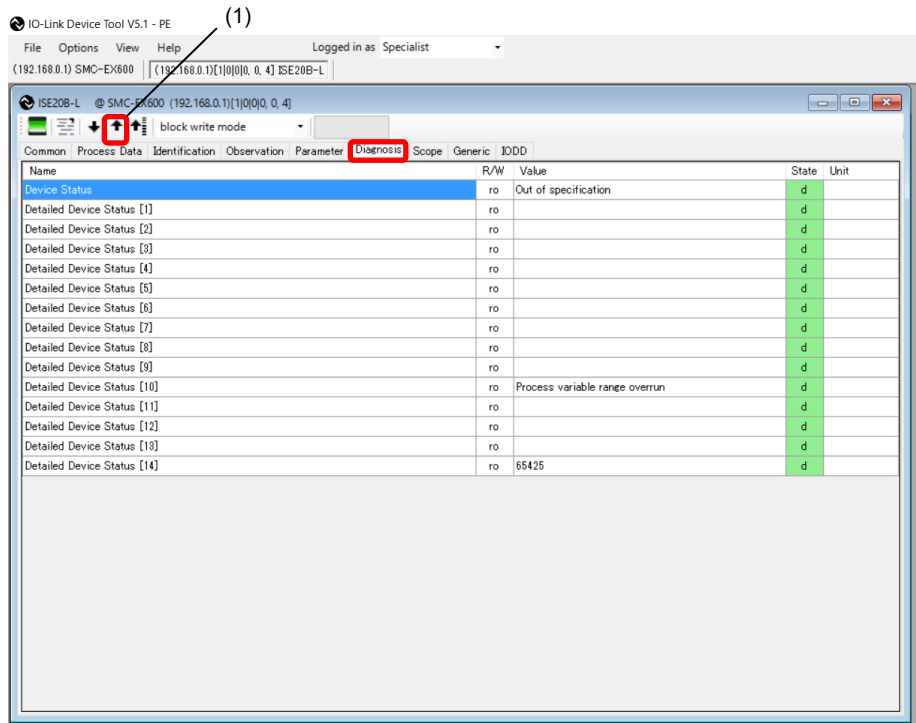 (1)
IO-Link Device Tool V5.1 - PE
File Options View Help Logged in as Specialist
(192.168.0.1) SMC-EX600 (192.168.0.1)[1|0|0|0, 0, 4] ISE20B-L
ISE20B-L @ SMC-EX600 (192.168.0.1)[1|0|0|0, 0, 4]
block write mode
Common Process Data Identification Observation Parameter Diagnosis Scope Generic IODD
Name R/W Value State Unit
Device Status ro Out of specification d
Detailed Device Status [1] ro d
Detailed Device Status [2] ro d
Detailed Device Status [3] ro d
Detailed Device Status [4] ro d
Detailed Device Status [5] ro d
Detailed Device Status [6] ro d
Detailed Device Status [7] ro d
Detailed Device Status [8] ro d
Detailed Device Status [9] ro d
Detailed Device Status [10] ro Process variable range overrun d
Detailed Device Status [11] ro d
Detailed Device Status [12] ro d
Detailed Device Status [13] ro d
Detailed Device Status [14] ro 65425 d